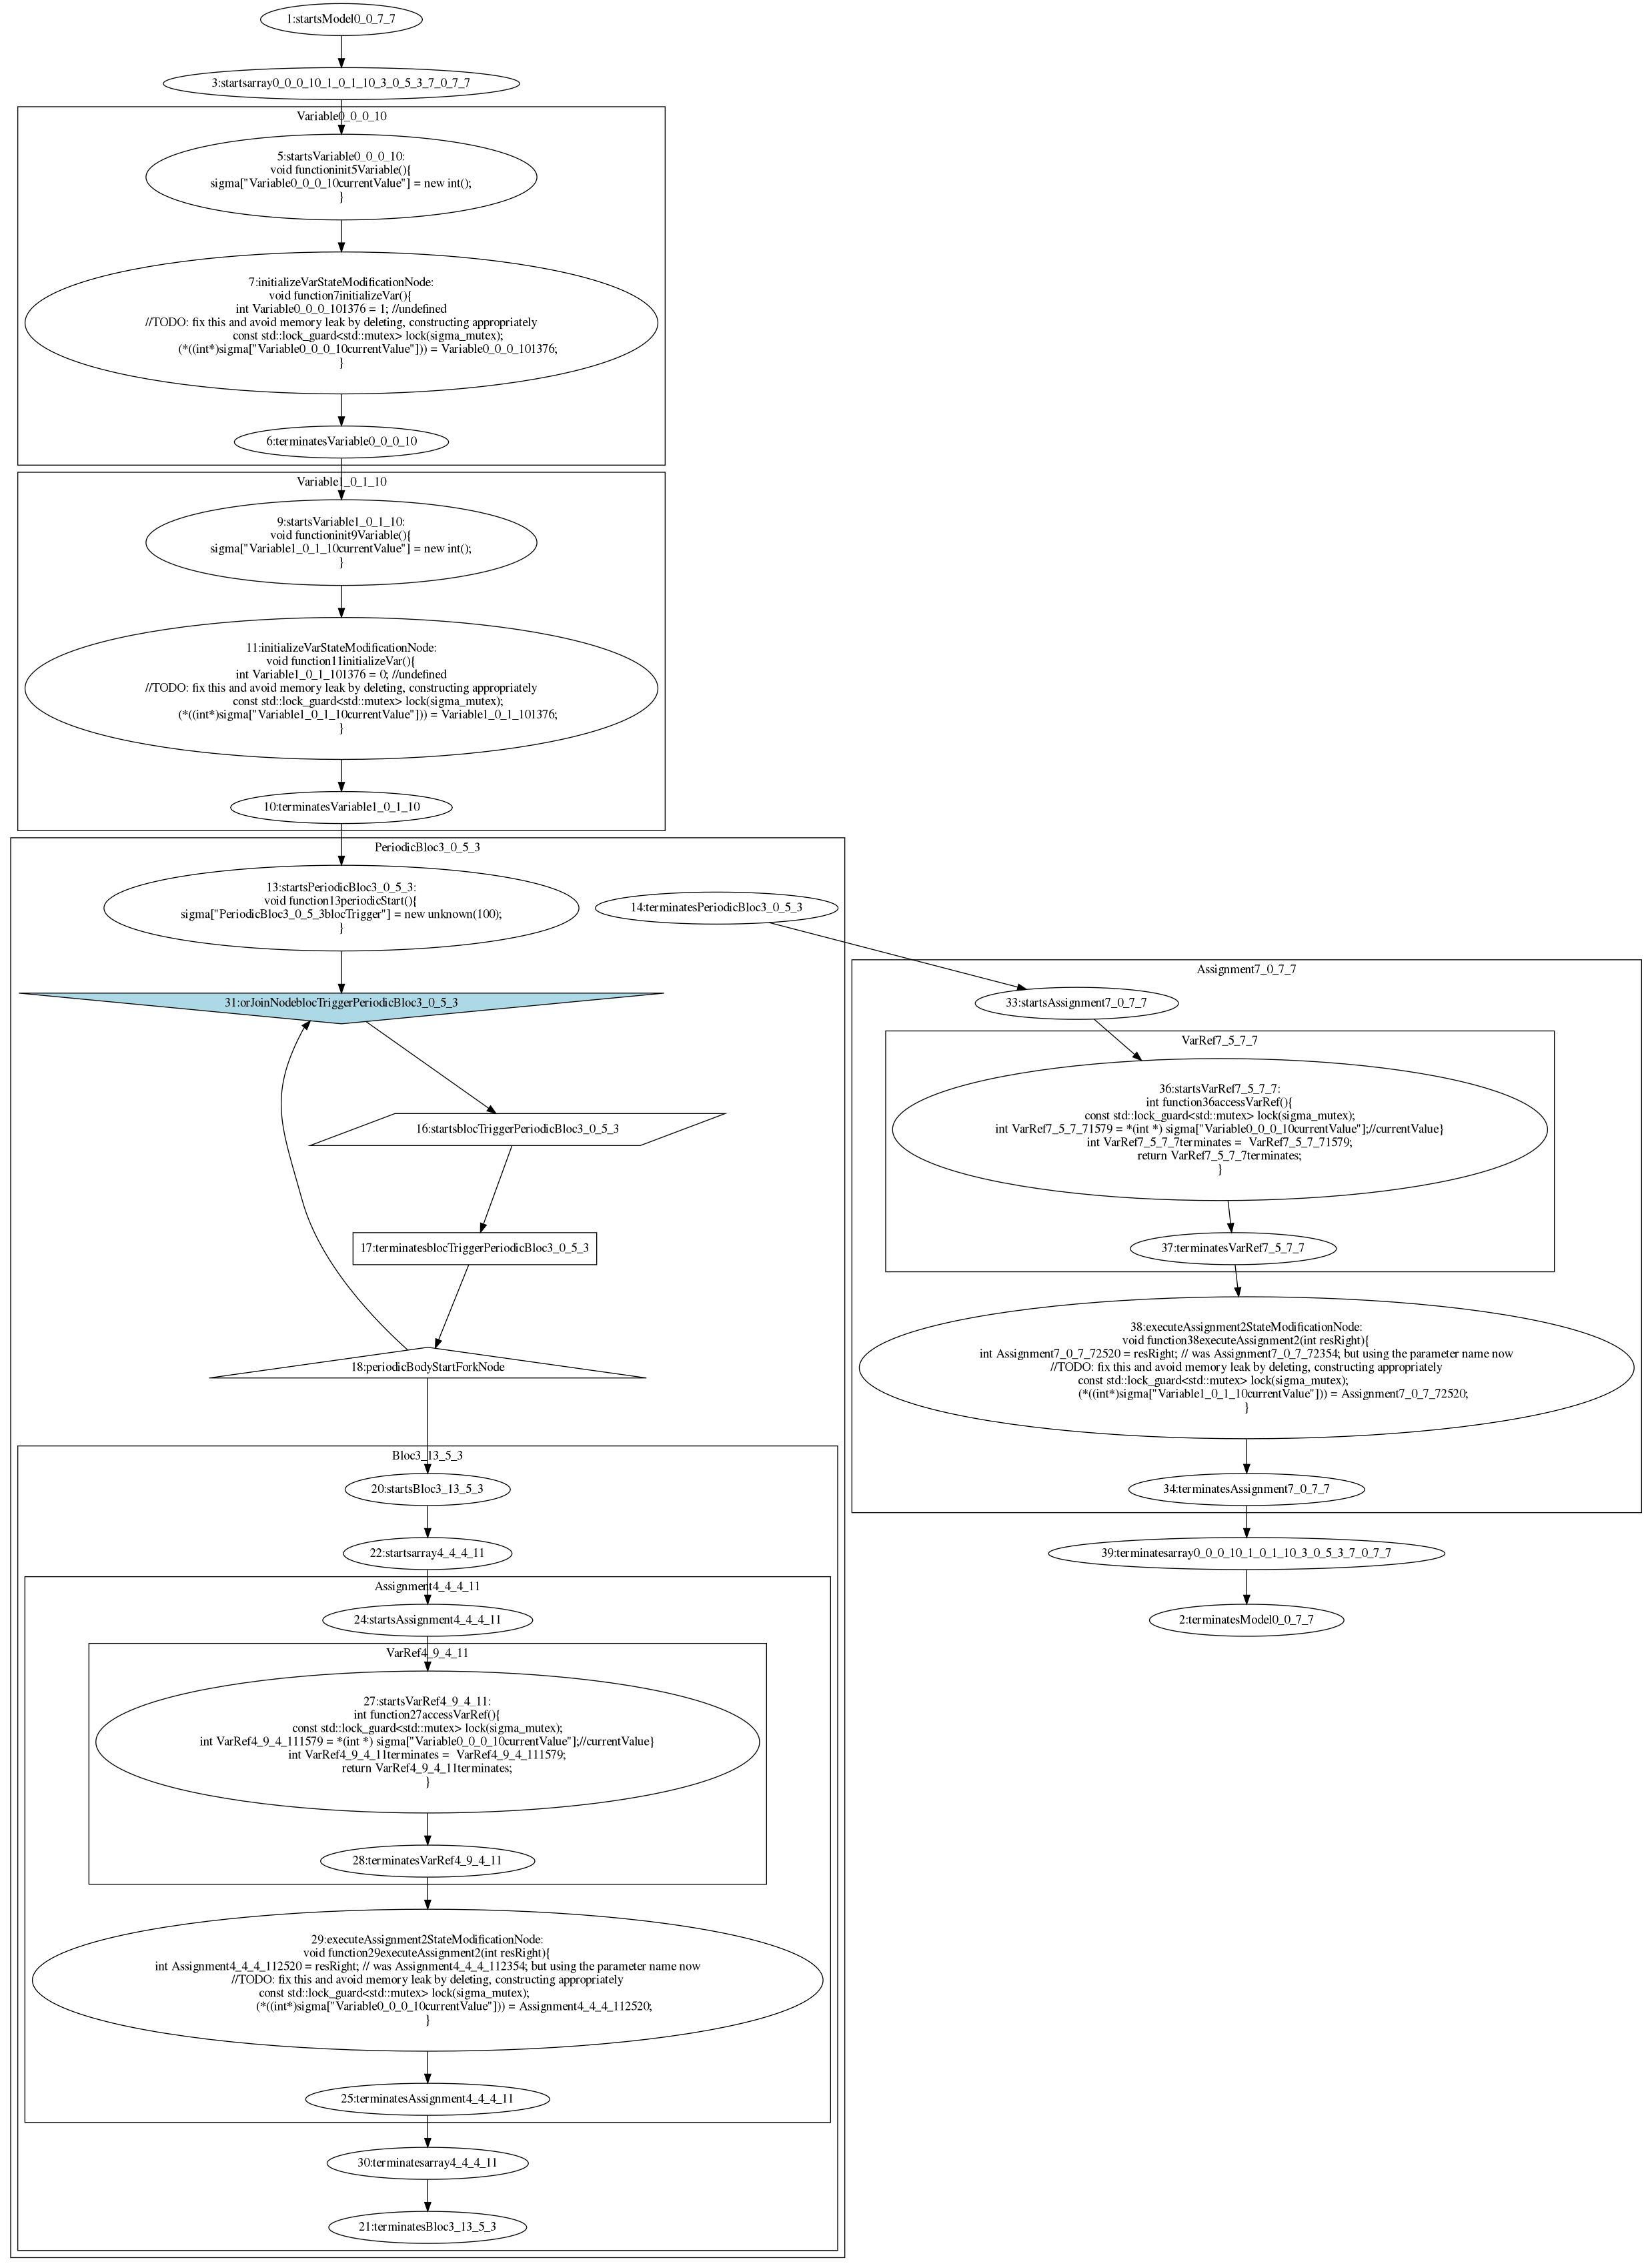 1:startsModel0_0_7_7
3:startsarray0_0_0_10_1_0_1_10_3_0_5_3_7_0_7_7
Variable0_0_0_10
5:startsVariable0_0_0_10:
void functioninit5Variable(){
sigma["Variable0_0_0_10currentValue"] = new int();
}
7:initializeVarStateModificationNode:
void function7initializeVar(){
int Variable0_0_0_101376 = 1; //undefined
//TODO: fix this and avoid memory leak by deleting, constructing appropriately
const std::lock_guard<std::mutex> lock(sigma_mutex);
(*((int*)sigma["Variable0_0_0_10currentValue"])) = Variable0_0_0_101376;
}
6:terminatesVariable0_0_0_10
Variable1_0_1_10
9:startsVariable1_0_1_10:
void functioninit9Variable(){
sigma["Variable1_0_1_10currentValue"] = new int();
}
11:initializeVarStateModificationNode:
void function11initializeVar(){
int Variable1_0_1_101376 = 0; //undefined
//TODO: fix this and avoid memory leak by deleting, constructing appropriately
const std::lock_guard<std::mutex> lock(sigma_mutex);
(*((int*)sigma["Variable1_0_1_10currentValue"])) = Variable1_0_1_101376;
}
10:terminatesVariable1_0_1_10
PeriodicBloc3_0_5_3
13:startsPeriodicBloc3_0_5_3:
void function13periodicStart(){
sigma["PeriodicBloc3_0_5_3blocTrigger"] = new unknown(100);
}
14:terminatesPeriodicBloc3_0_5_3
31:orJoinNodeblocTriggerPeriodicBloc3_0_5_3
16:startsblocTriggerPeriodicBloc3_0_5_3
17:terminatesblocTriggerPeriodicBloc3_0_5_3
18:periodicBodyStartForkNode
Bloc3_13_5_3
20:startsBloc3_13_5_3
22:startsarray4_4_4_11
Assignment4_4_4_11
24:startsAssignment4_4_4_11
VarRef4_9_4_11
27:startsVarRef4_9_4_11:
int function27accessVarRef(){
const std::lock_guard<std::mutex> lock(sigma_mutex);
int VarRef4_9_4_111579 = *(int *) sigma["Variable0_0_0_10currentValue"];//currentValue}
int VarRef4_9_4_11terminates =  VarRef4_9_4_111579;
return VarRef4_9_4_11terminates;
}
28:terminatesVarRef4_9_4_11
29:executeAssignment2StateModificationNode:
void function29executeAssignment2(int resRight){
int Assignment4_4_4_112520 = resRight; // was Assignment4_4_4_112354; but using the parameter name now
//TODO: fix this and avoid memory leak by deleting, constructing appropriately
const std::lock_guard<std::mutex> lock(sigma_mutex);
(*((int*)sigma["Variable0_0_0_10currentValue"])) = Assignment4_4_4_112520;
}
25:terminatesAssignment4_4_4_11
30:terminatesarray4_4_4_11
21:terminatesBloc3_13_5_3
Assignment7_0_7_7
33:startsAssignment7_0_7_7
VarRef7_5_7_7
36:startsVarRef7_5_7_7:
int function36accessVarRef(){
const std::lock_guard<std::mutex> lock(sigma_mutex);
int VarRef7_5_7_71579 = *(int *) sigma["Variable0_0_0_10currentValue"];//currentValue}
int VarRef7_5_7_7terminates =  VarRef7_5_7_71579;
return VarRef7_5_7_7terminates;
}
37:terminatesVarRef7_5_7_7
38:executeAssignment2StateModificationNode:
void function38executeAssignment2(int resRight){
int Assignment7_0_7_72520 = resRight; // was Assignment7_0_7_72354; but using the parameter name now
//TODO: fix this and avoid memory leak by deleting, constructing appropriately
const std::lock_guard<std::mutex> lock(sigma_mutex);
(*((int*)sigma["Variable1_0_1_10currentValue"])) = Assignment7_0_7_72520;
}
34:terminatesAssignment7_0_7_7
39:terminatesarray0_0_0_10_1_0_1_10_3_0_5_3_7_0_7_7
2:terminatesModel0_0_7_7